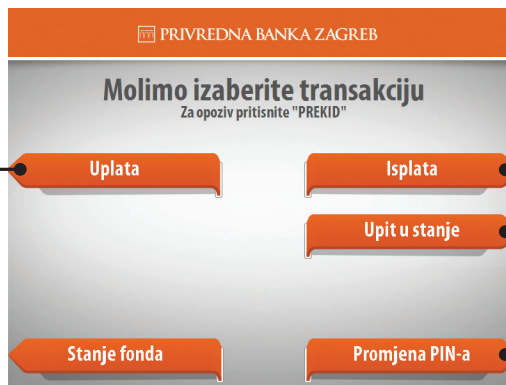 PRIVREDNA BANKA ZAGREB
Molimo izaberite transakciju
Za opoziv pritisnite "PREKID"
Uplata
Isplata
Upit u stanje
Stanje fonda
Promjena PIN-a